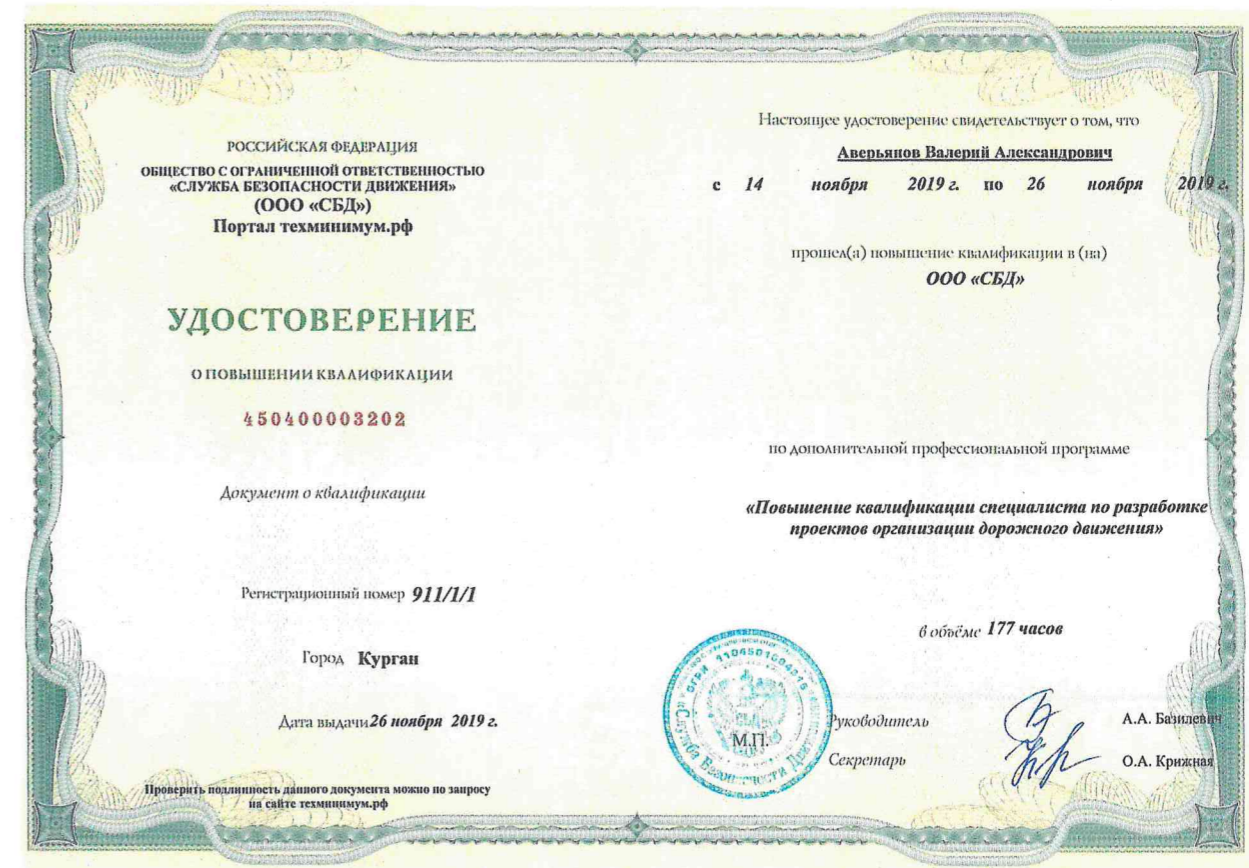 РОССИЙСКАЯ ФЕДЕРАЦИЯ
ОБЩЕСТВО С ОГРАНИЧЕННОЙ ОТВЕТСТВЕННОСТЬЮ
«СЛУЖБА БЕЗОПАСНОСТИ ДВИЖЕНИЯ»
(ООО «СБД»)
Портал техминимум.рф
УДОСТОВЕРЕНИЕ
О ПОВЫШЕНИИ КВАЛИФИКАЦИИ
450400003202
Документ о квалификации
Регистрационный номер 911/1/1
Город Курган
Дата выдачи 26 ноября 2019 г.
Проверить подлинность данного документа можно по запросу
на сайте техминимум.рф
Настоящее удостоверение свидетельствует о том, что
Аверьянов Валерий Александрович
с 14 ноября 2019 г. по 26 ноября 2019 г.
прошел(а) повышение квалификации в (на)
ООО «СБД»
по дополнительной профессиональной программе
«Повышение квалификации специалиста по разработке
проектов организации дорожного движения»
в объёме 177 часов
Руководитель А.А. Базилевич
М.П.
Секретарь О.А. Крижная